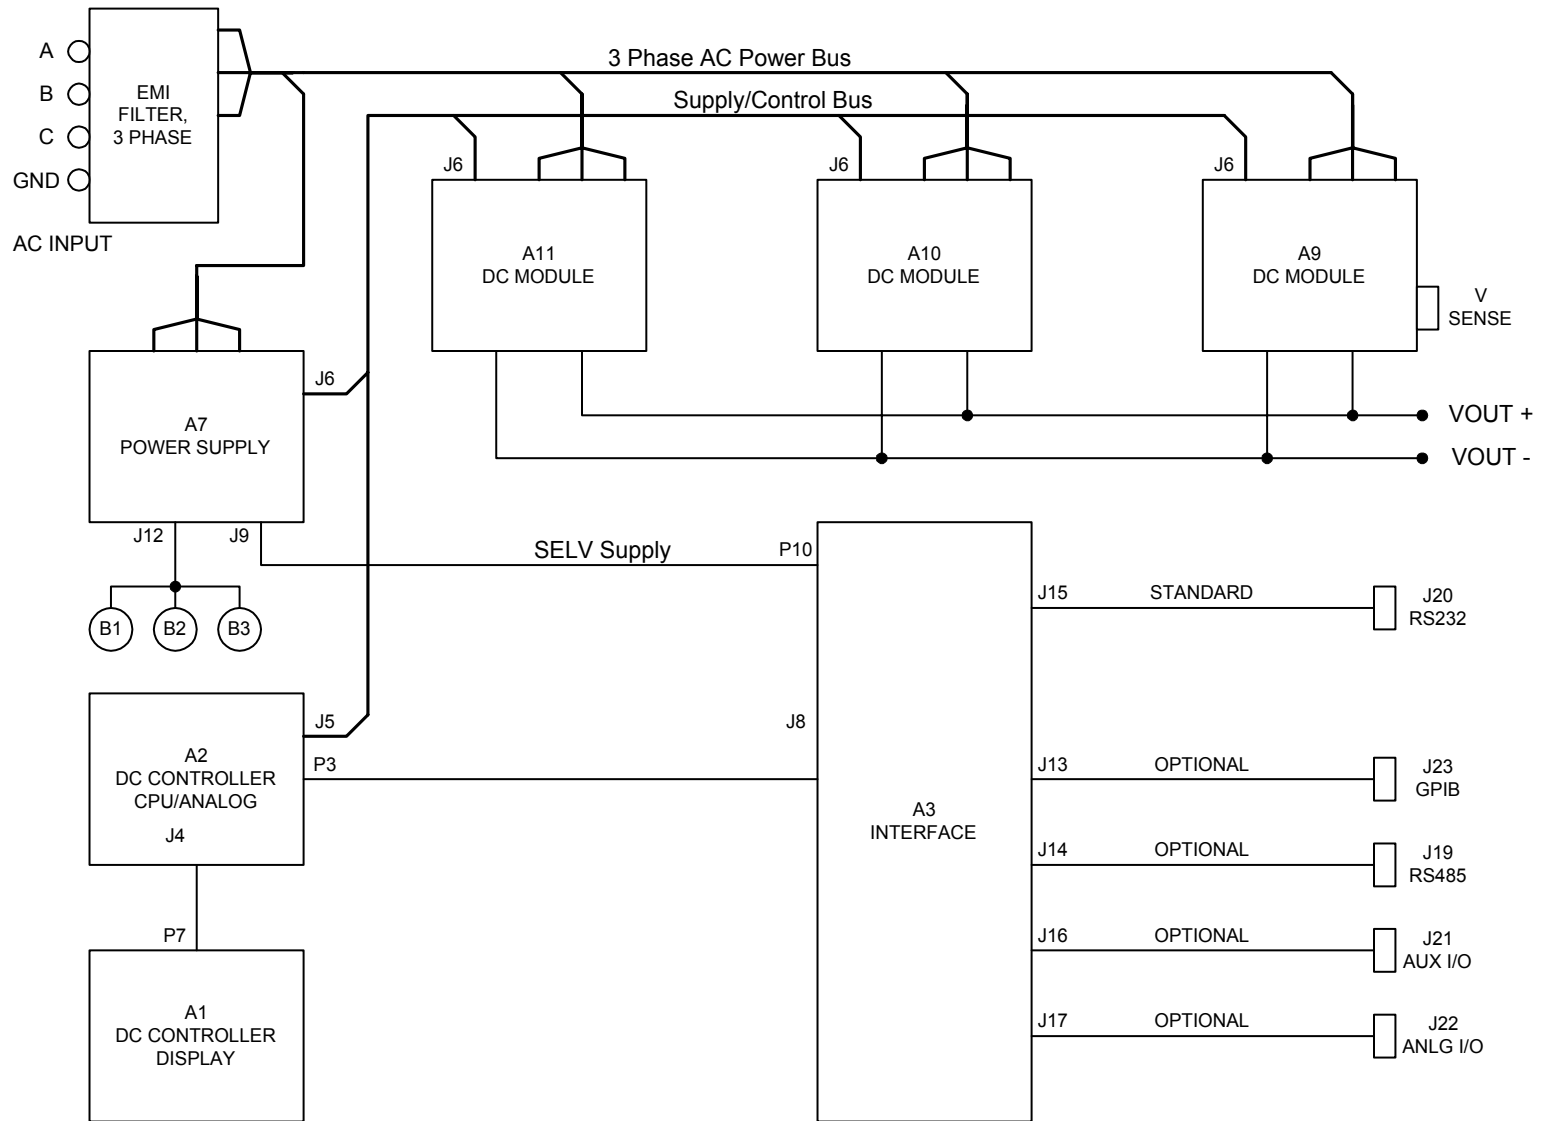 A
B
C
GND
AC INPUT
EMI
FILTER,
3 PHASE
3 Phase AC Power Bus
Supply/Control Bus
J6
J6
J6
A11
DC MODULE
A10
DC MODULE
A9
DC MODULE
V
SENSE
J6
A7
POWER SUPPLY
VOUT +
VOUT -
J12
J9
SELV Supply
P10
B1
B2
B3
J15
STANDARD
J20
RS232
J5
J8
A2
DC CONTROLLER
CPU/ANALOG
J4
P3
J13
OPTIONAL
J23
GPIB
A3
INTERFACE
J14
OPTIONAL
J19
RS485
P7
J16
OPTIONAL
J21
AUX I/O
A1
DC CONTROLLER
DISPLAY
J17
OPTIONAL
J22
ANLG I/O